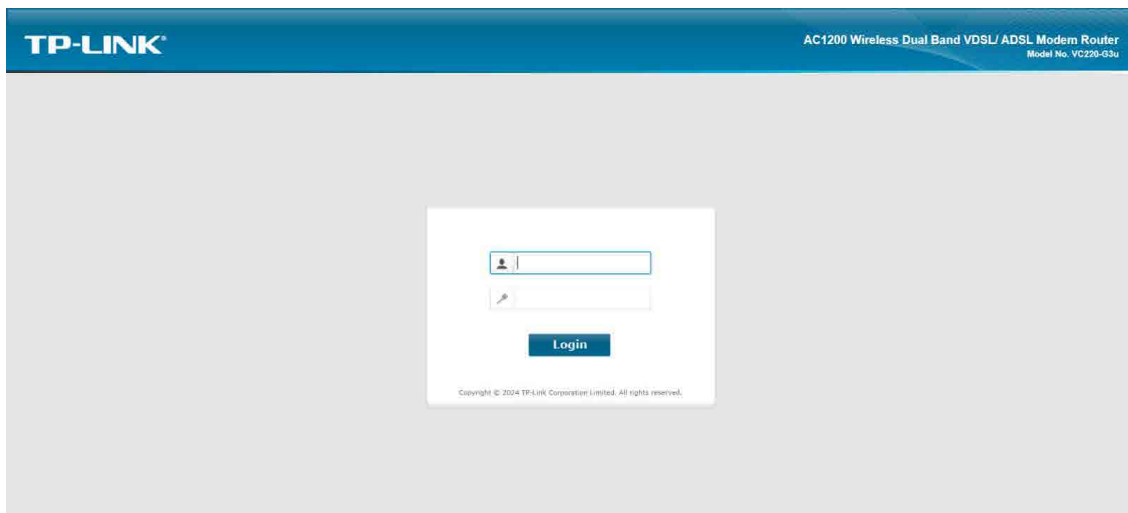 TP-LINK®
AC1200 Wireless Dual Band VDSL/ ADSL Modem Router
Model No. VC220-G3u
Login
Copyright © 2024 TP-Link Corporation Limited. All rights reserved.